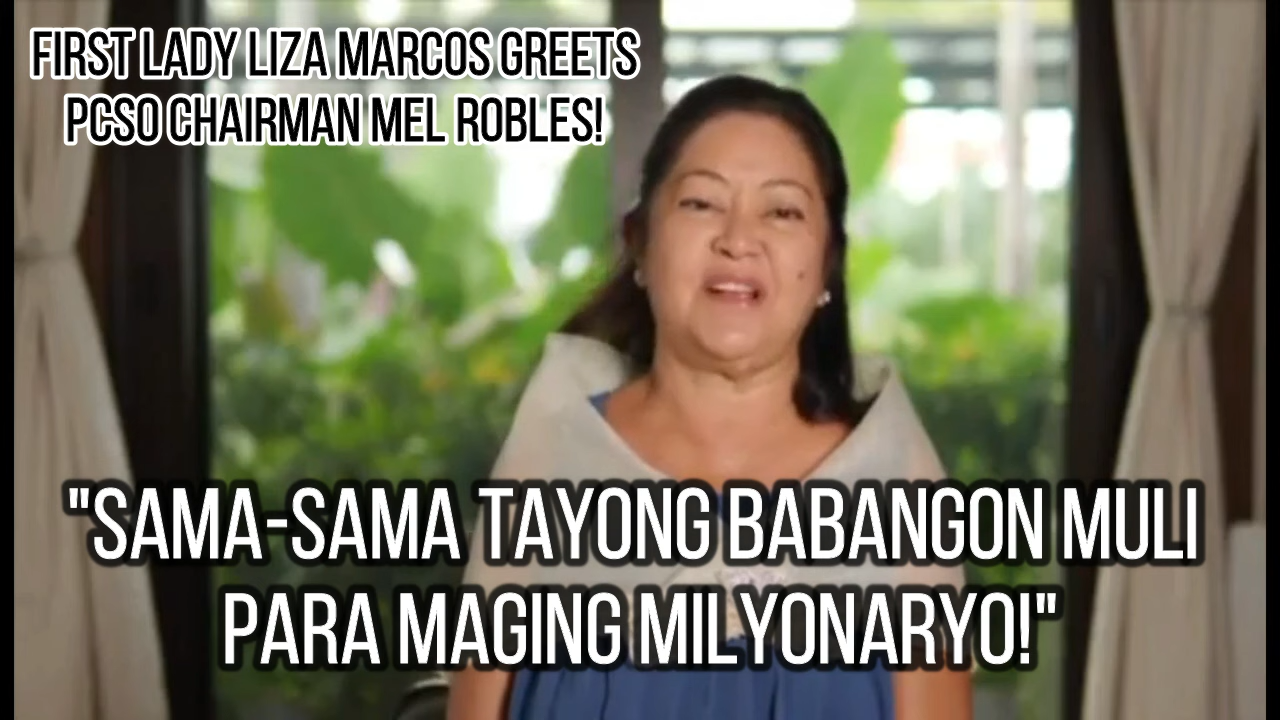 FIRST LADY LIZA MARCOS GREETS
PCSO CHAIRMAN MEL ROBLES!
"SAMA-SAMA TAYONG BABANGON MULI
PARA MAGING MILYONARYO!"